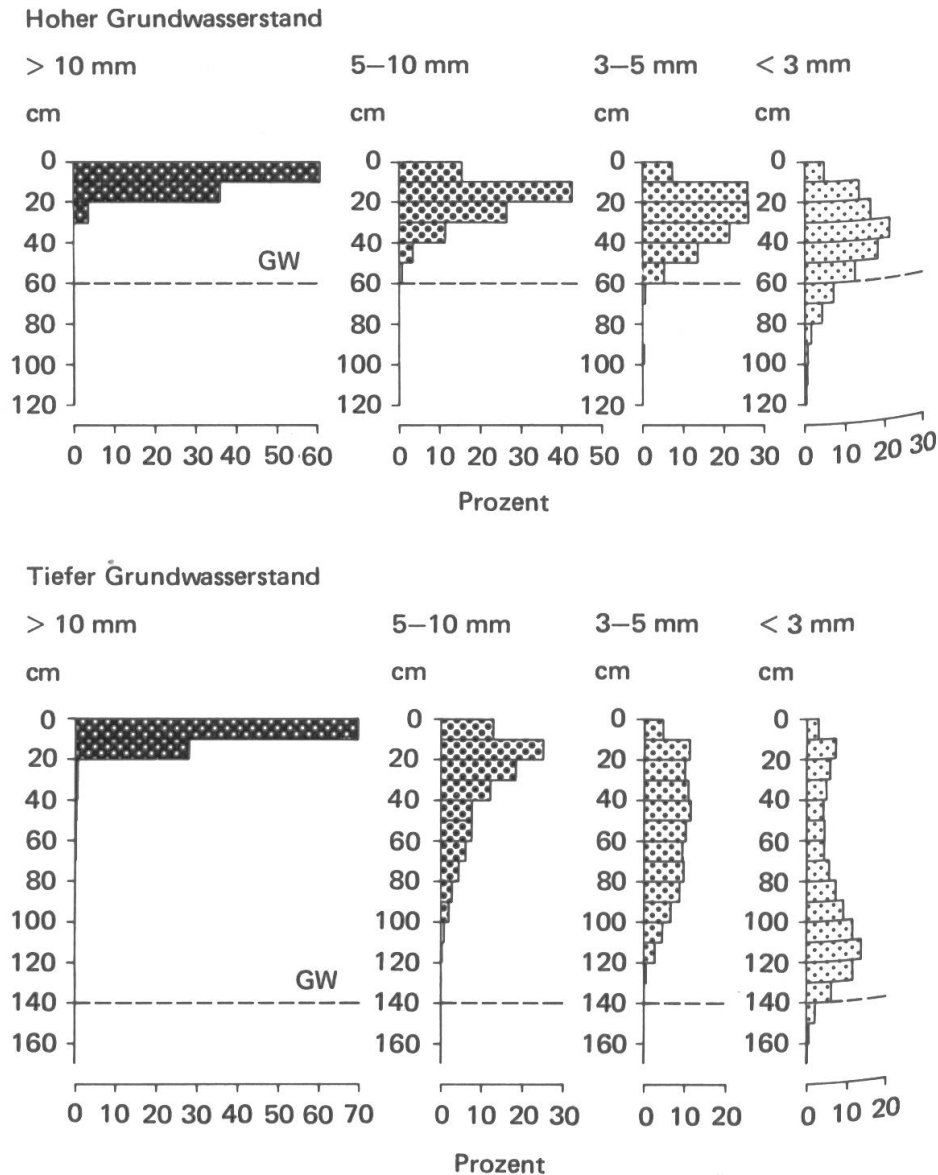 Hoher Grundwasserstand
> 10 mm 5–10 mm 3–5 mm < 3 mm
cm cm cm cm
0 0 0 0
20 20 20 20
40 40 40 40
GW
60 60 60 60
80 80 80 80
100 100 100 100
120 120 120 120
0 10 20 30 40 50 60 0 10 20 30 40 50 0 10 20 30 0 10 20 30
Prozent
Tiefer Grundwasserstand
> 10 mm 5–10 mm 3–5 mm < 3 mm
cm cm cm cm
0 0 0 0
20 20 20 20
40 40 40 40
60 60 60 60
80 80 80 80
100 100 100 100
120 120 120 120
GW
140 140 140 140
160 160 160 160
0 10 20 30 40 50 60 70 0 10 20 30 0 10 20 0 10 20
Prozent